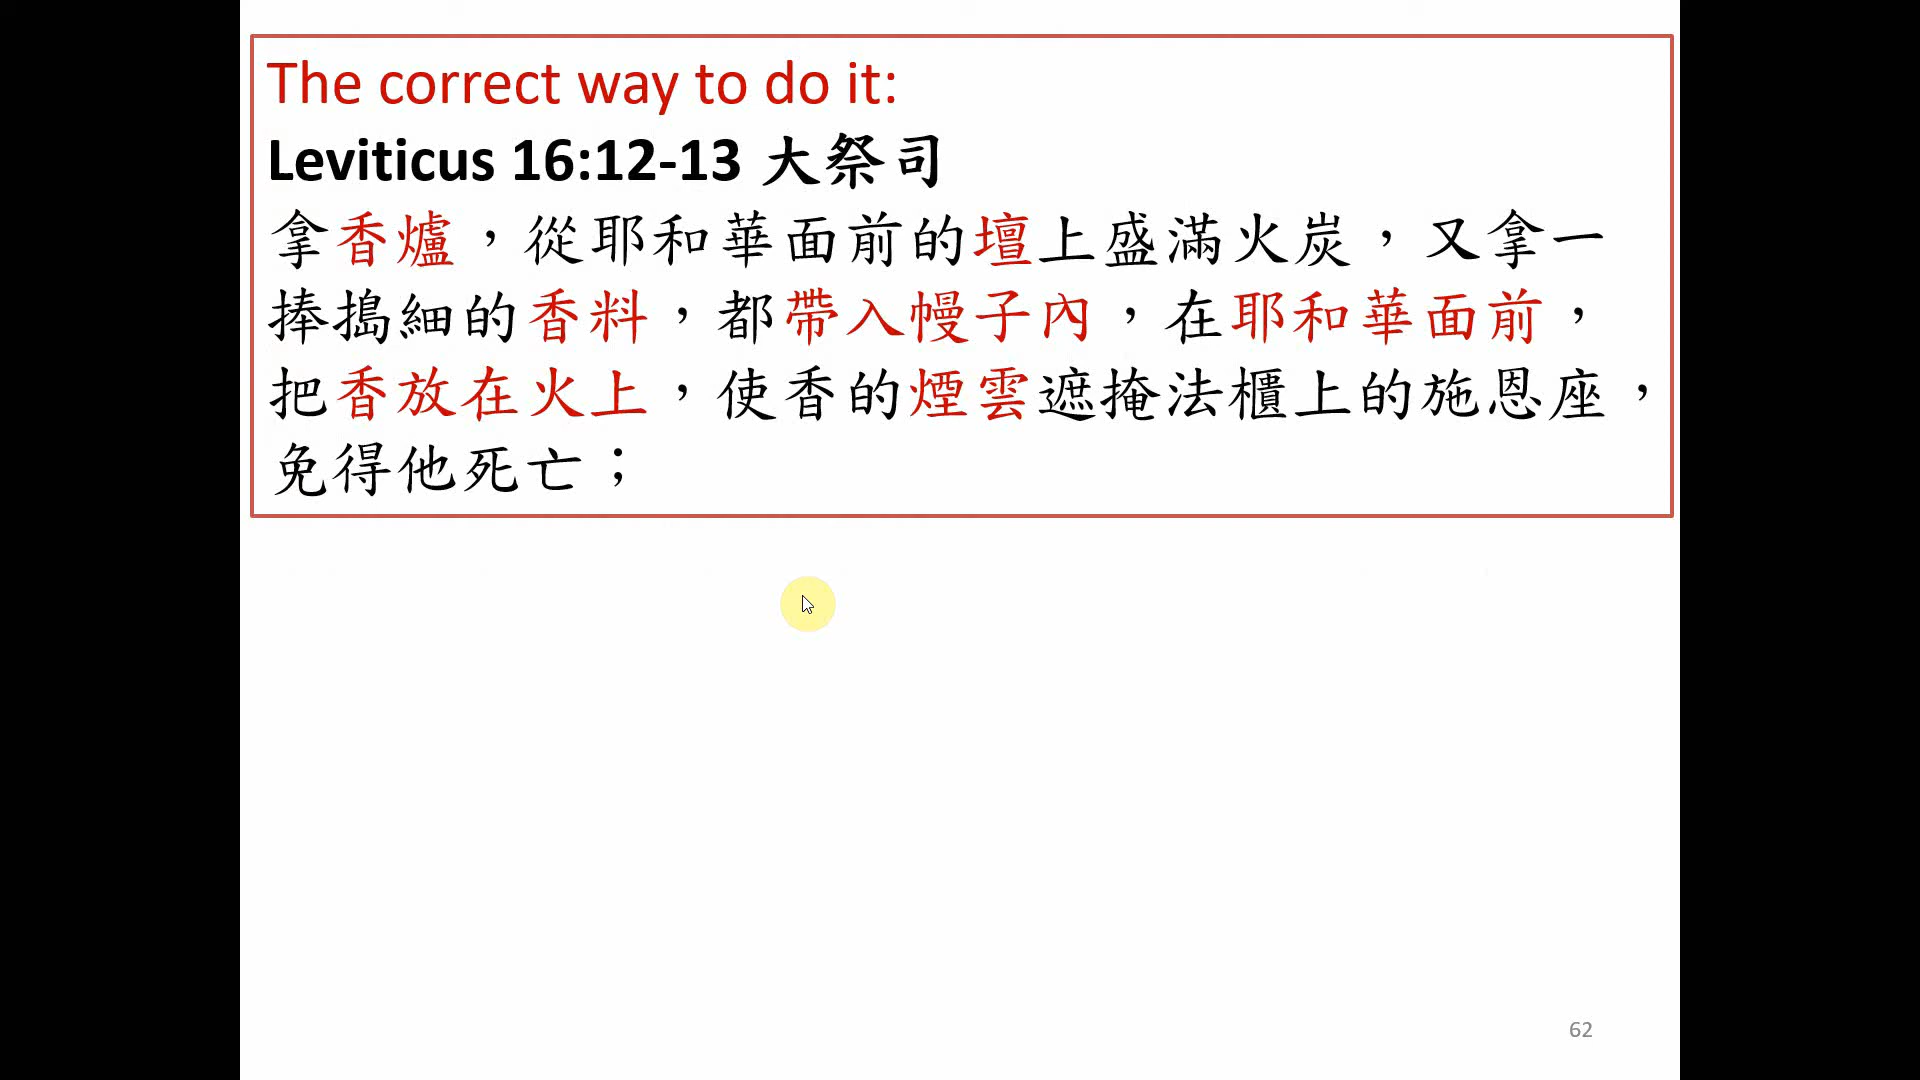 The correct way to do it:
Leviticus 16:12-13 大祭司
拿香爐，從耶和華面前的壇上盛滿火炭，又拿一
捧搗細的香料，都帶入幔子內，在耶和華面前，
把香放在火上，使香的煙雲遮掩法櫃上的施恩座，
免得他死亡；
62